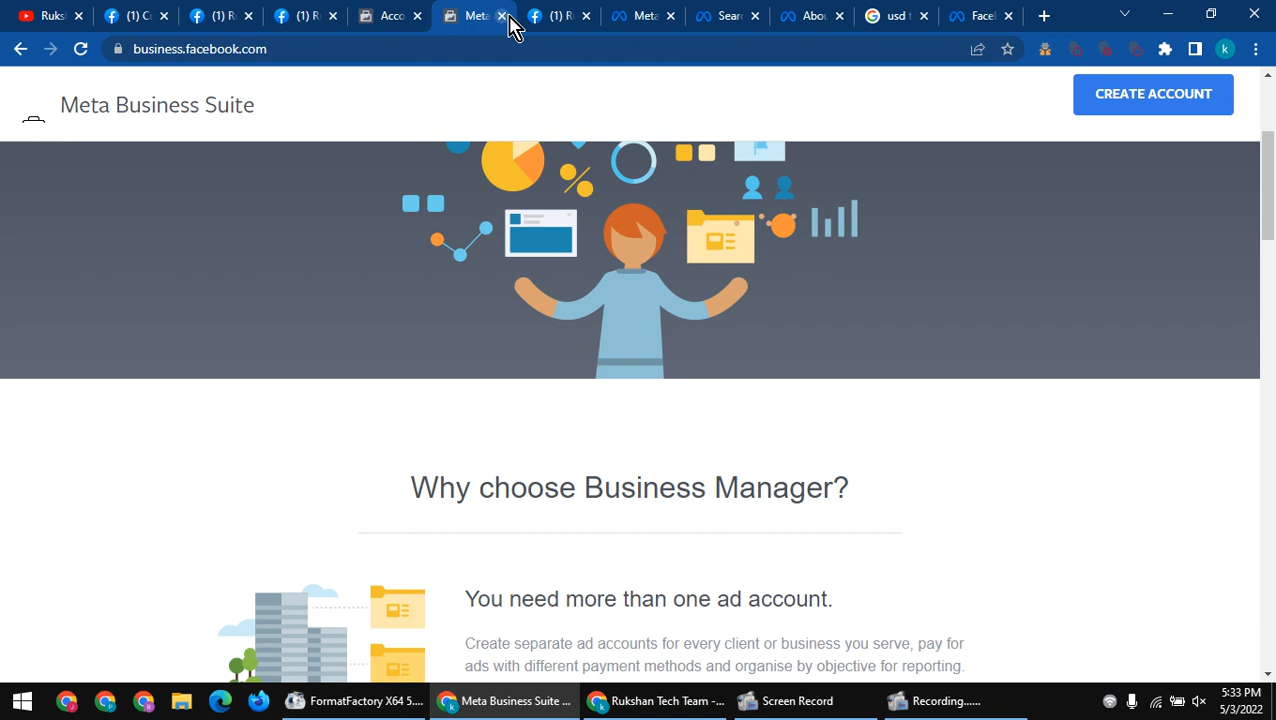 Ruks
(1) C
(1) R
(1) R
Acco
Meta
(1) R
Meta
Sear
Abou
usd t
Face
business.facebook.com
k
Meta Business Suite
CREATE ACCOUNT
Why choose Business Manager?
You need more than one ad account.
Create separate ad accounts for every client or business you serve, pay for
ads with different payment methods and organise by objective for reporting.
FormatFactory X64 5....
Meta Business Suite ...
Rukshan Tech Team -...
Screen Record
Recording......
5:33 PM
5/3/2022